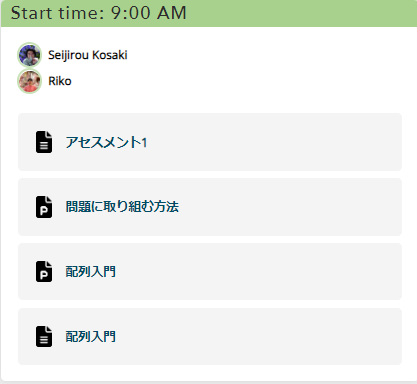 Start time: 9:00 AM
Seijirou Kosaki
Riko
アセスメント1
問題に取り組む方法
配列入門
配列入門